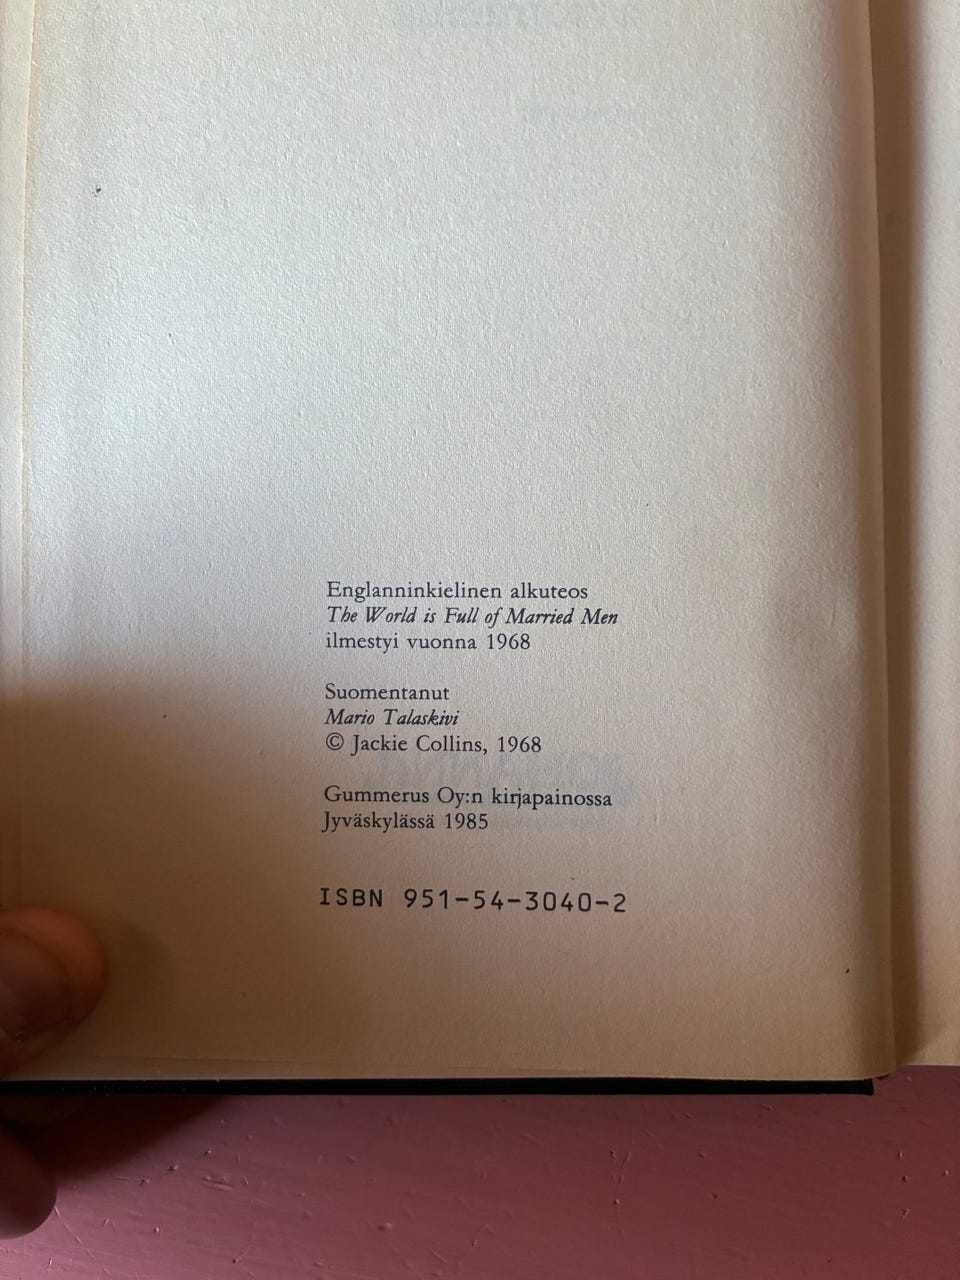 Englanninkielinen alkuteos
The World is Full of Married Men
ilmestyi vuonna 1968
Suomentanut
Mario Talaskivi
© Jackie Collins, 1968
Gummerus Oy:n kirjapainossa
Jyväskylässä 1985
ISBN 951-54-3040-2